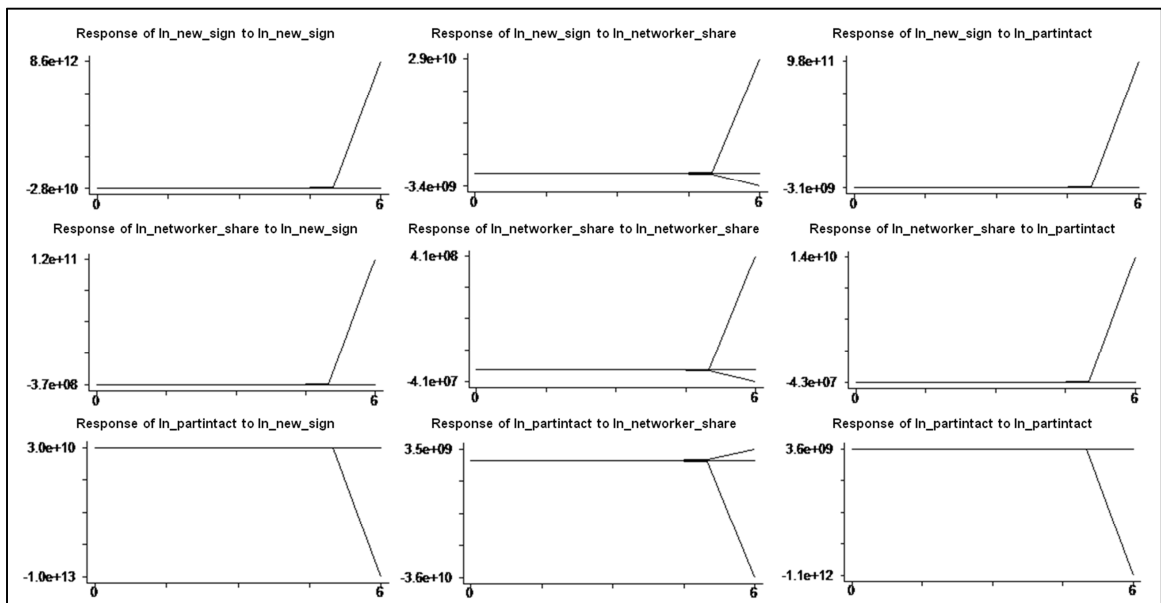 Response of ln_new_sign to ln_new_sign
8.6e+12
-2.8e+10
0
6
Response of ln_new_sign to ln_networker_share
2.9e+10
-3.4e+09
0
6
Response of ln_new_sign to ln_partintact
9.8e+11
-3.1e+09
0
6
Response of ln_networker_share to ln_new_sign
1.2e+11
-3.7e+08
0
6
Response of ln_networker_share to ln_networker_share
4.1e+08
-4.1e+07
0
6
Response of ln_networker_share to ln_partintact
1.4e+10
-4.3e+07
0
6
Response of ln_partintact to ln_new_sign
3.0e+10
-1.0e+13
0
6
Response of ln_partintact to ln_networker_share
3.5e+09
-3.6e+10
0
6
Response of ln_partintact to ln_partintact
3.6e+09
-1.1e+12
0
6